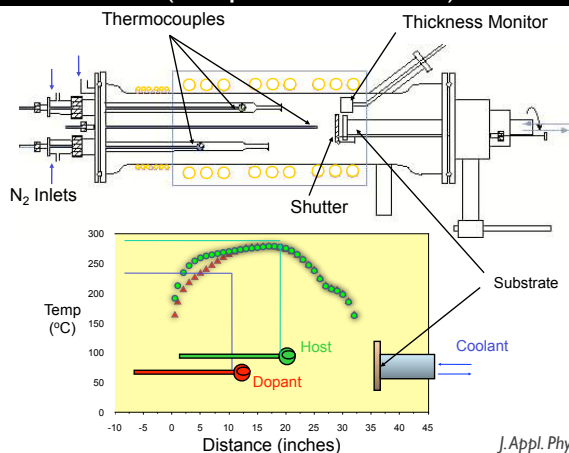 Thermocouples
Thickness Monitor
N2 Inlets
Shutter
Substrate
Temp
(ºC)
300
250
200
150
100
50
0
Host
Dopant
Coolant
-10 -5 0 5 10 15 20 25 30 35 40 45
Distance (inches)
J. Appl. Phy